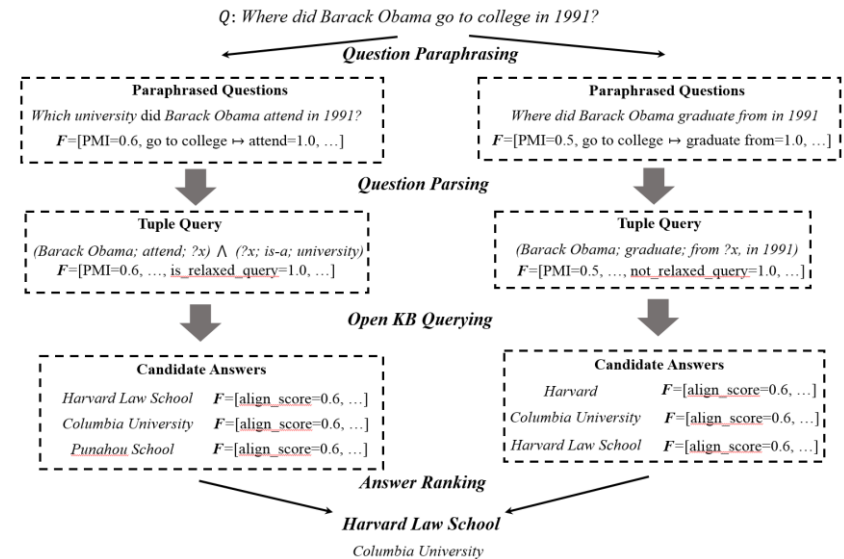 Q: Where did Barack Obama go to college in 1991?
Question Paraphrasing
Paraphrased Questions
Which university did Barack Obama attend in 1991?
F=[PMI=0.6, go to college ↦ attend=1.0, …]
Paraphrased Questions
Where did Barack Obama graduate from in 1991
F=[PMI=0.5, go to college ↦ graduate from=1.0, …]
Question Parsing
Tuple Query
(Barack Obama; attend; ?x) ⋀ (?x; is-a; university)
F=[PMI=0.6, …, is_relaxed_query=1.0, …]
Tuple Query
(Barack Obama; graduate; from ?x, in 1991)
F=[PMI=0.5, …, not_relaxed_query=1.0, …]
Open KB Querying
Candidate Answers
Harvard Law School F=[align_score=0.6, …]
Columbia University F=[align_score=0.6, …]
Punahou School F=[align_score=0.6, …]
Candidate Answers
Harvard F=[align_score=0.6, …]
Columbia University F=[align_score=0.6, …]
Harvard Law School F=[align_score=0.6, …]
Answer Ranking
Harvard Law School
Columbia University